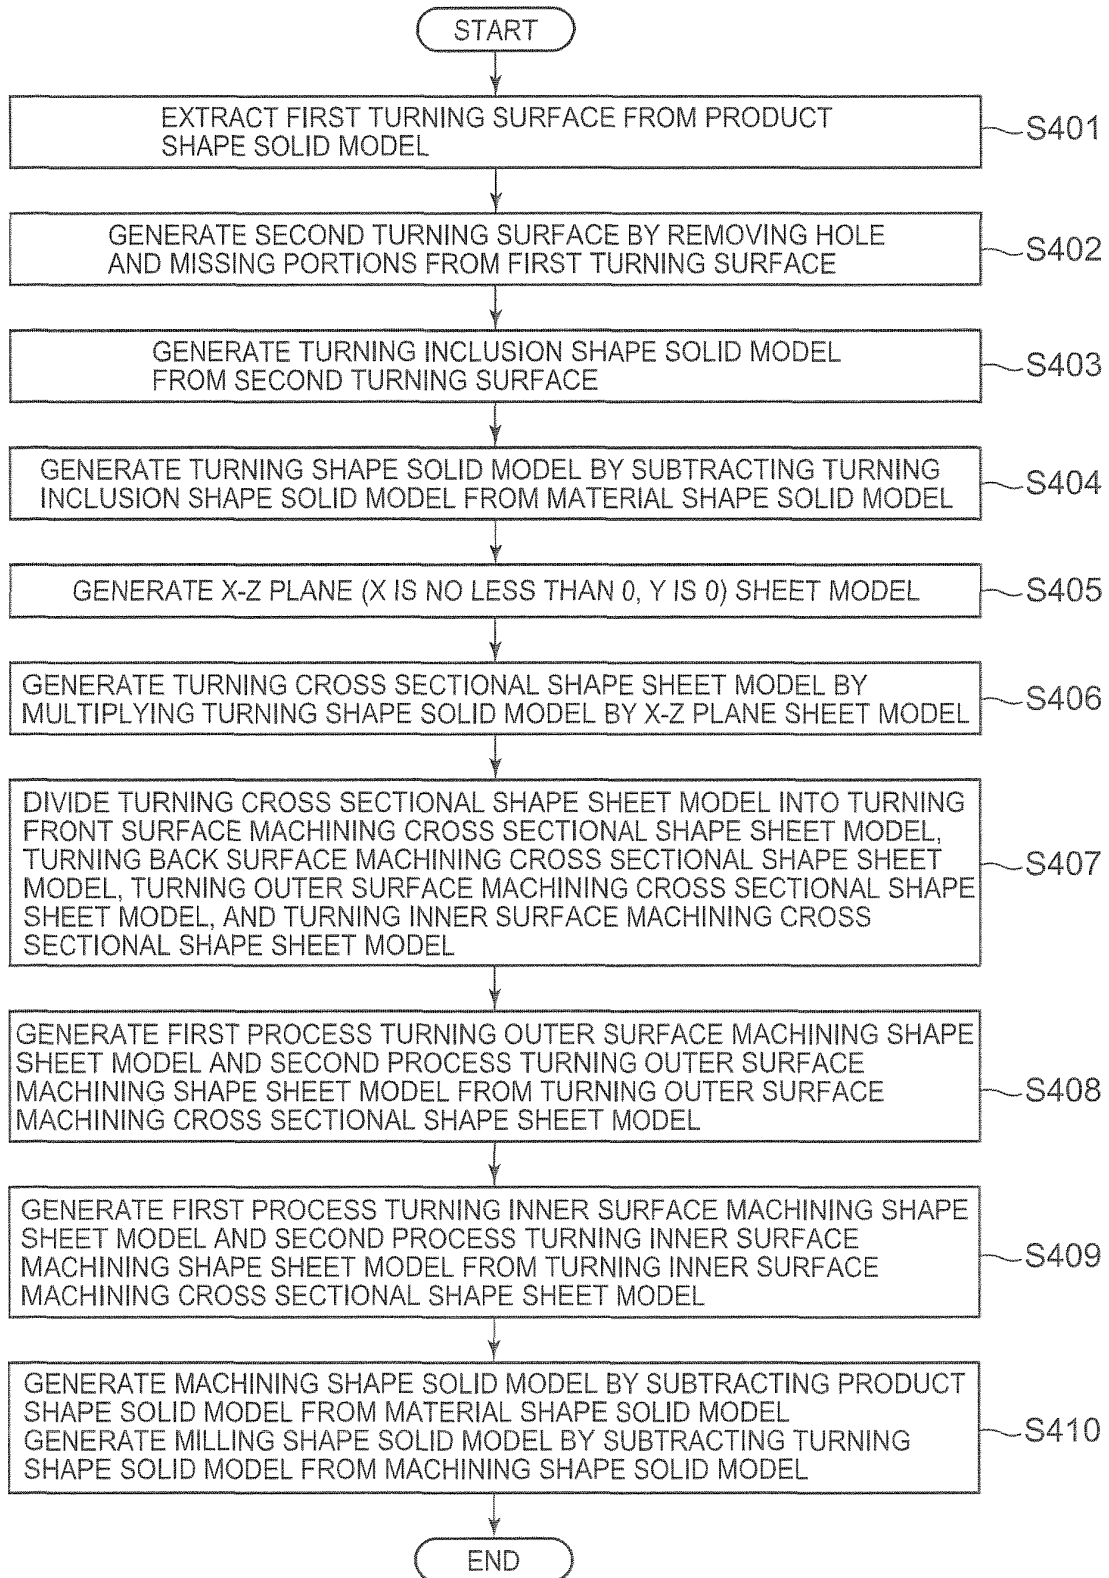 START
EXTRACT FIRST TURNING SURFACE FROM PRODUCT
SHAPE SOLID MODEL
S401
GENERATE SECOND TURNING SURFACE BY REMOVING HOLE
AND MISSING PORTIONS FROM FIRST TURNING SURFACE
S402
GENERATE TURNING INCLUSION SHAPE SOLID MODEL
FROM SECOND TURNING SURFACE
S403
GENERATE TURNING SHAPE SOLID MODEL BY SUBTRACTING TURNING
INCLUSION SHAPE SOLID MODEL FROM MATERIAL SHAPE SOLID MODEL
S404
GENERATE X-Z PLANE (X IS NO LESS THAN 0, Y IS 0) SHEET MODEL
S405
GENERATE TURNING CROSS SECTIONAL SHAPE SHEET MODEL BY
MULTIPLYING TURNING SHAPE SOLID MODEL BY X-Z PLANE SHEET MODEL
S406
DIVIDE TURNING CROSS SECTIONAL SHAPE SHEET MODEL INTO TURNING
FRONT SURFACE MACHINING CROSS SECTIONAL SHAPE SHEET MODEL,
TURNING BACK SURFACE MACHINING CROSS SECTIONAL SHAPE SHEET
MODEL, TURNING OUTER SURFACE MACHINING CROSS SECTIONAL SHAPE
SHEET MODEL, AND TURNING INNER SURFACE MACHINING CROSS
SECTIONAL SHAPE SHEET MODEL
S407
GENERATE FIRST PROCESS TURNING OUTER SURFACE MACHINING SHAPE
SHEET MODEL AND SECOND PROCESS TURNING OUTER SURFACE
MACHINING SHAPE SHEET MODEL FROM TURNING OUTER SURFACE
MACHINING CROSS SECTIONAL SHAPE SHEET MODEL
S408
GENERATE FIRST PROCESS TURNING INNER SURFACE MACHINING SHAPE
SHEET MODEL AND SECOND PROCESS TURNING INNER SURFACE
MACHINING SHAPE SHEET MODEL FROM TURNING INNER SURFACE
MACHINING CROSS SECTIONAL SHAPE SHEET MODEL
S409
GENERATE MACHINING SHAPE SOLID MODEL BY SUBTRACTING PRODUCT
SHAPE SOLID MODEL FROM MATERIAL SHAPE SOLID MODEL
GENERATE MILLING SHAPE SOLID MODEL BY SUBTRACTING TURNING
SHAPE SOLID MODEL FROM MACHINING SHAPE SOLID MODEL
S410
END